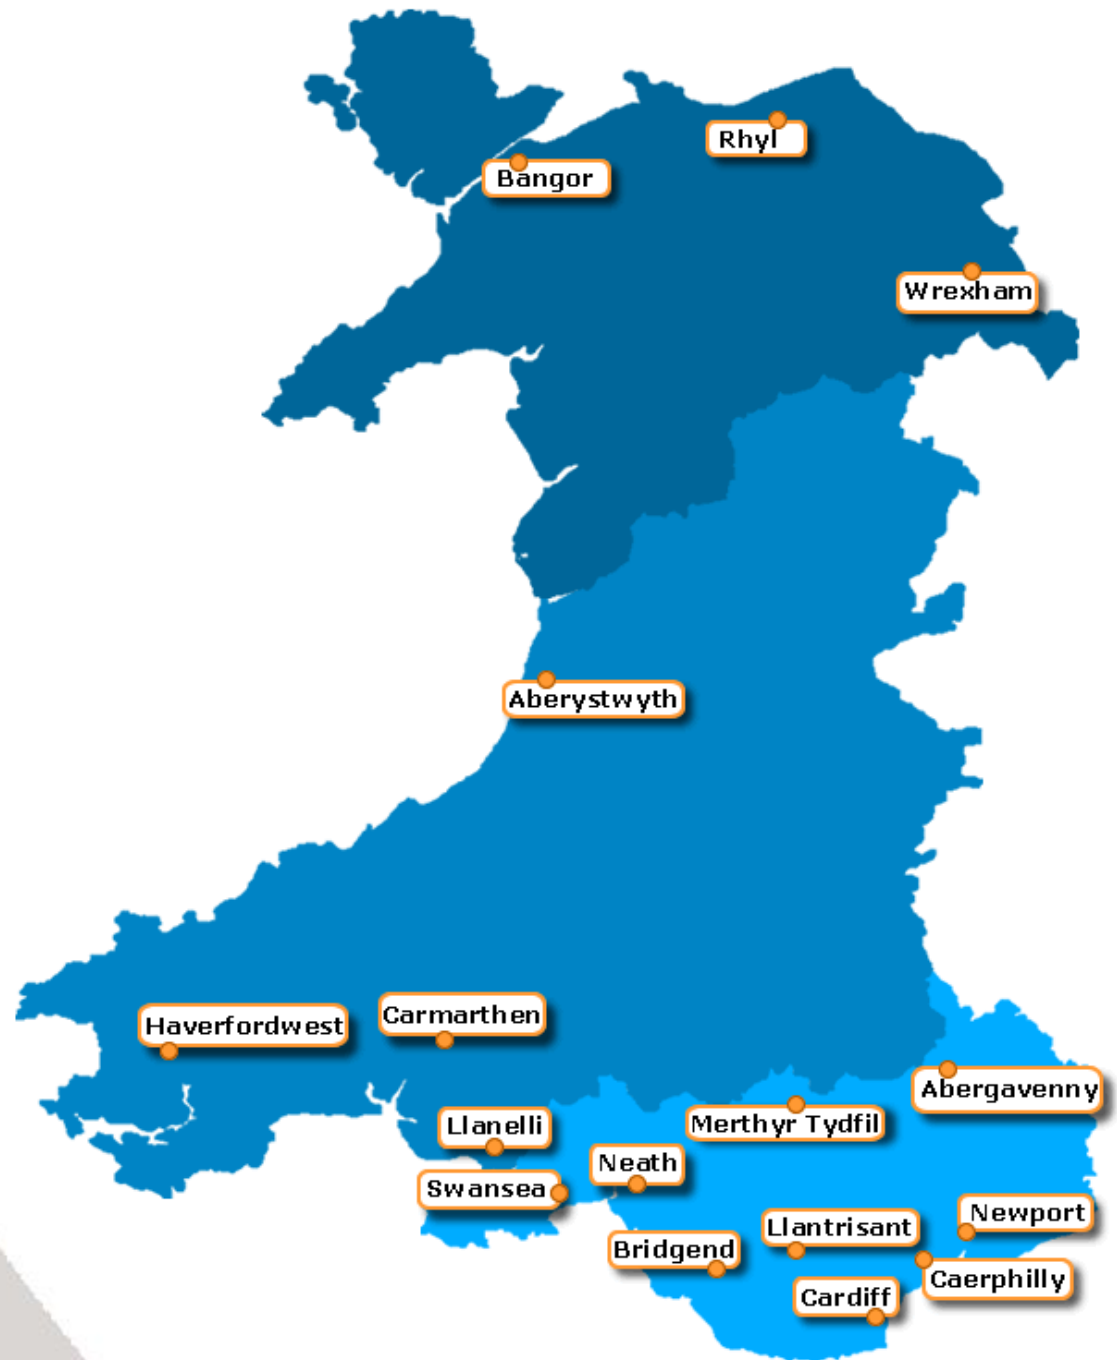 Rhyl
Bangor
Wrexham
Aberystwyth
Carmarthen
Haverfordwest
Abergavenny
Merthyr Tydfil
Llanelli
Neath
Swansea
Newport
Llantrisant
Bridgend
Caerphilly
Cardiff